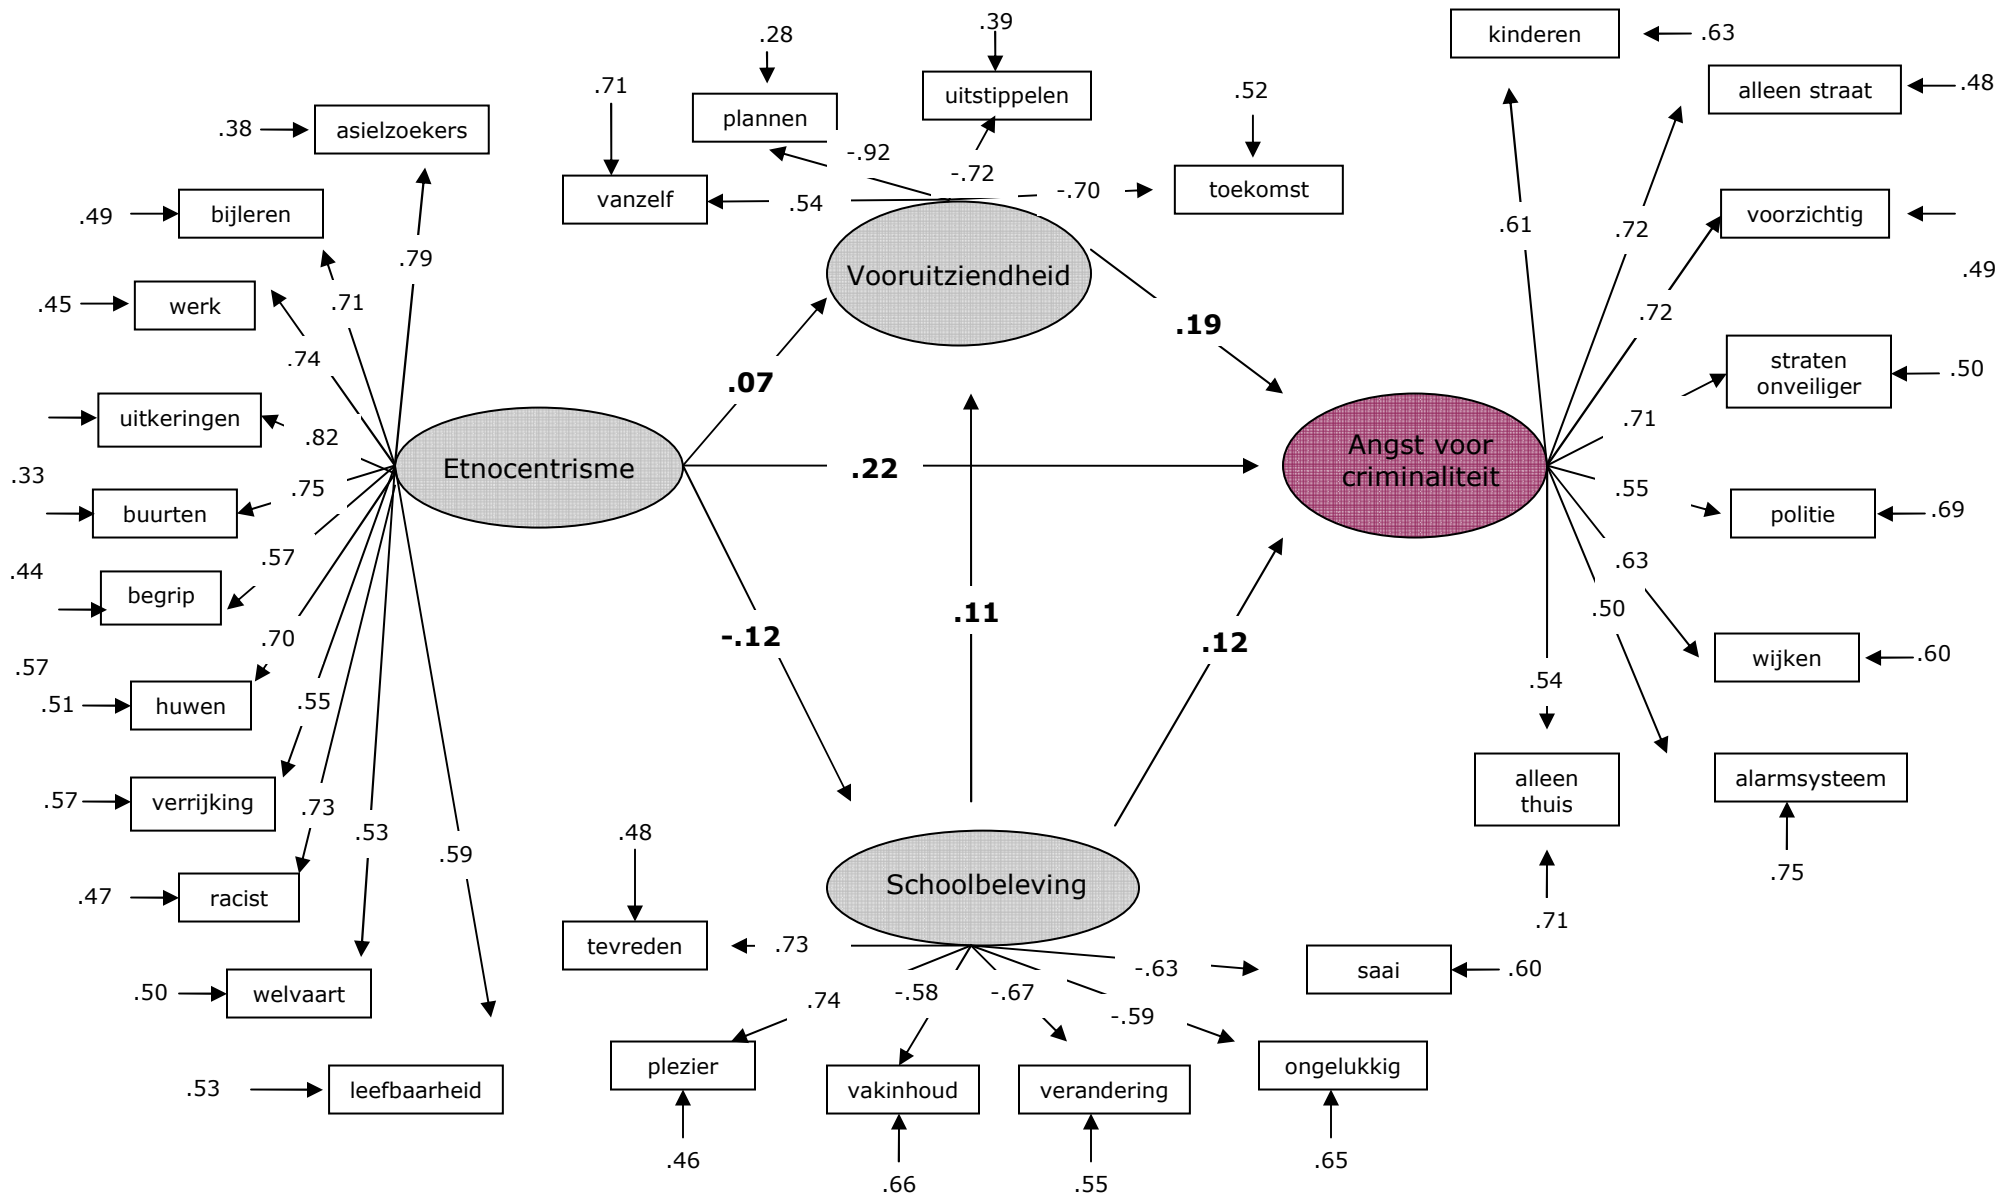 .39
kinderen
.63
.28
.71
uitstippelen
.52
alleen straat
.48
asielzoekers
.38
plannen
-.92
-.72
vanzelf
.54
-.70
toekomst
bijleren
.49
voorzichtig
.49
.79
.61
.72
.72
werk
.45
.71
.74
Vooruitziendheid
.19
.07
straten
onveiliger
.50
uitkeringen
.33
.82
.75
Etnocentrisme
.22
Angst voor
criminaliteit
.71
.55
buurten
.44
politie
.69
.57
begrip
.57
.63
.50
.70
-.12
.11
.12
huwen
.51
.55
wijken
.60
.54
verrijking
.57
.73
.53
.59
alleen
thuis
alarmsysteem
.75
.71
racist
.47
.48
Schoolbeleving
tevreden
.73
-.63
saai
.60
welvaart
.50
.74
-.58
-.67
-.59
plezier
ongelukkig
leefbaarheid
.53
vakinhoud
verandering
.46
.66
.55
.65